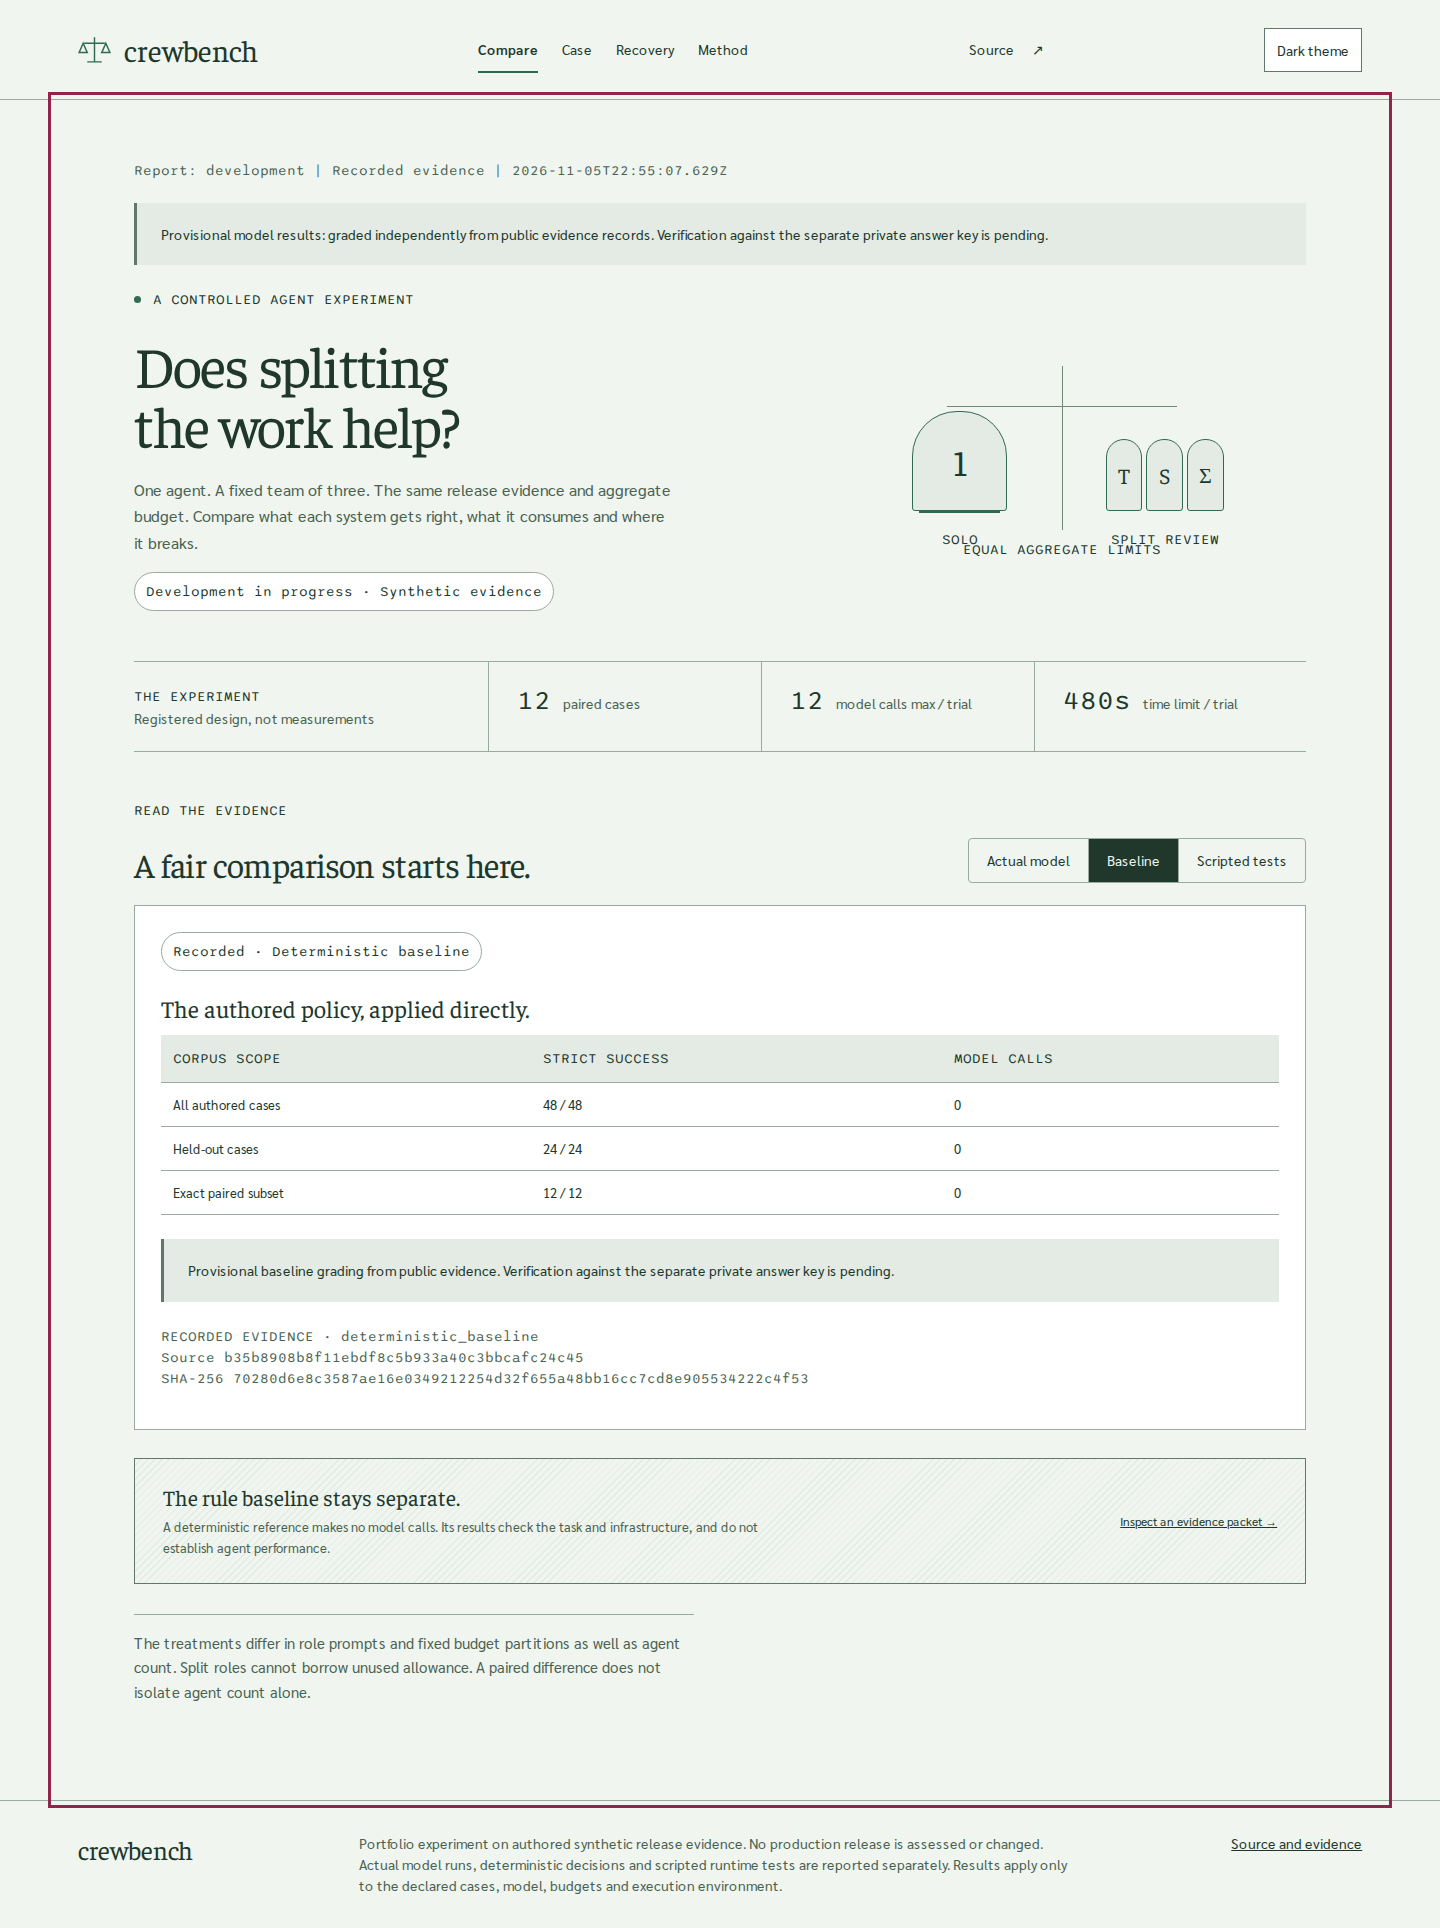 crewbench
Compare Case Recovery Method
Source ↗
Dark theme
Report: development | Recorded evidence | 2026-11-05T22:55:07.629Z
Provisional model results: graded independently from public evidence records. Verification against the separate private answer key is pending.
A CONTROLLED AGENT EXPERIMENT
Does splitting
the work help?
One agent. A fixed team of three. The same release evidence and aggregate
budget. Compare what each system gets right, what it consumes and where
it breaks.
Development in progress · Synthetic evidence
1
T S Σ
SOLO
SPLIT REVIEW
EQUAL AGGREGATE LIMITS
THE EXPERIMENT
Registered design, not measurements
12 paired cases
12 model calls max / trial
480s time limit / trial
READ THE EVIDENCE
A fair comparison starts here.
Actual model Baseline Scripted tests
Recorded · Deterministic baseline
The authored policy, applied directly.
CORPUS SCOPE STRICT SUCCESS MODEL CALLS
All authored cases 48 / 48 0
Held-out cases 24 / 24 0
Exact paired subset 12 / 12 0
Provisional baseline grading from public evidence. Verification against the separate private answer key is pending.
RECORDED EVIDENCE · deterministic_baseline
Source b35b8908b8f11ebdf8c5b933a40c3bbcafc24c45
SHA-256 70280d6e8c3587ae16e0349212254d32f655a48bb16cc7cd8e905534222c4f53
The rule baseline stays separate.
A deterministic reference makes no model calls. Its results check the task and infrastructure, and do not
establish agent performance.
Inspect an evidence packet →
The treatments differ in role prompts and fixed budget partitions as well as agent
count. Split roles cannot borrow unused allowance. A paired difference does not
isolate agent count alone.
crewbench
Portfolio experiment on authored synthetic release evidence. No production release is assessed or changed.
Actual model runs, deterministic decisions and scripted runtime tests are reported separately. Results apply only
to the declared cases, model, budgets and execution environment.
Source and evidence